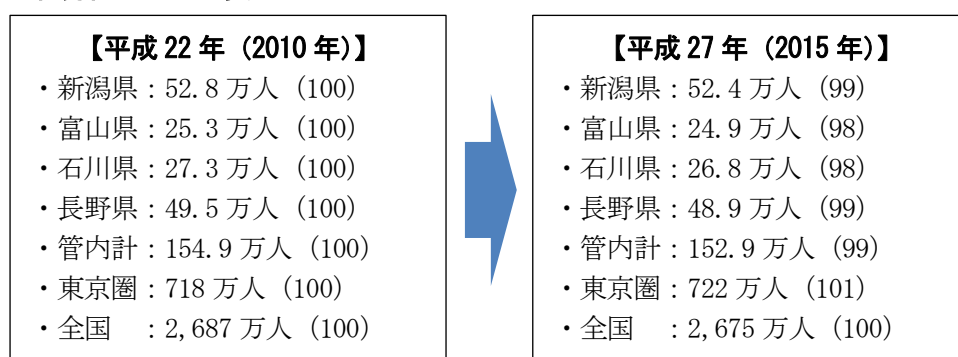 【平成 22 年（2010 年）】
・新潟県：52.8 万人（100）
・富山県：25.3 万人（100）
・石川県：27.3 万人（100）
・長野県：49.5 万人（100）
・管内計：154.9 万人（100）
・東京圏：718 万人（100）
・全国　：2,687 万人（100）
【平成 27 年（2015 年）】
・新潟県：52.4 万人（99）
・富山県：24.9 万人（98）
・石川県：26.8 万人（98）
・長野県：48.9 万人（99）
・管内計：152.9 万人（99）
・東京圏：722 万人（101）
・全国　：2,675 万人（100）